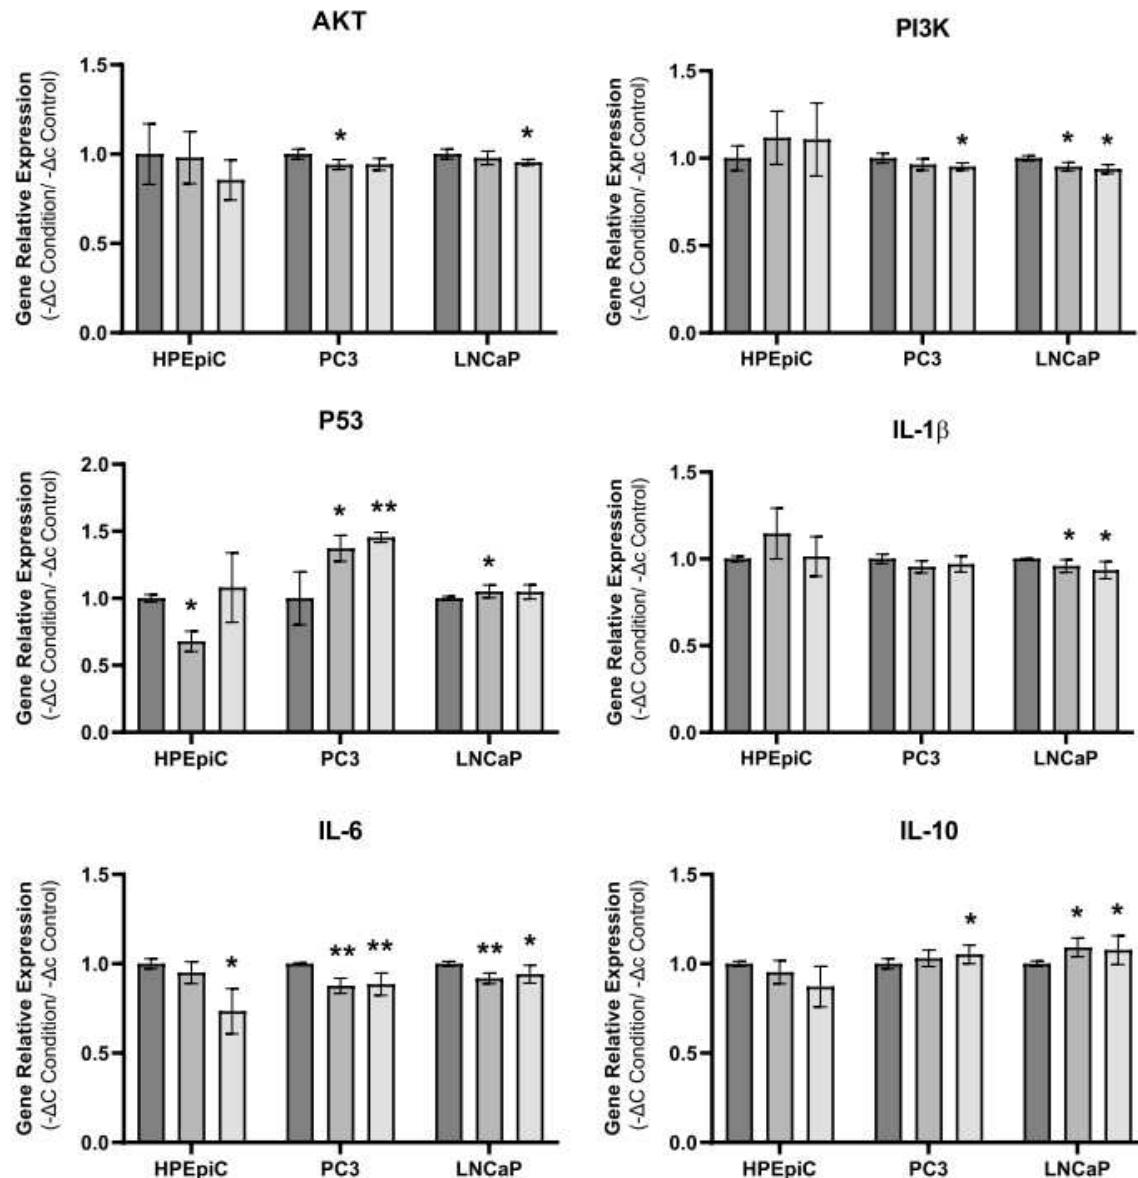 AKT
Gene Relative Expression
(-ΔC Condition/ -Δc Control)
1.5
1.0
0.5
0.0
*
*
HPEpiC PC3 LNCaP
PI3K
Gene Relative Expression
(-ΔC Condition/ -Δc Control)
1.5
1.0
0.5
0.0
*
* *
HPEpiC PC3 LNCaP
P53
Gene Relative Expression
(-ΔC Condition/ -Δc Control)
2.0
1.5
1.0
0.5
0.0
*
* **
*
HPEpiC PC3 LNCaP
IL-1β
Gene Relative Expression
(-ΔC Condition/ -Δc Control)
1.5
1.0
0.5
0.0
* *
HPEpiC PC3 LNCaP
IL-6
Gene Relative Expression
(-ΔC Condition/ -Δc Control)
1.5
1.0
0.5
0.0
*
** **
** *
HPEpiC PC3 LNCaP
IL-10
Gene Relative Expression
(-ΔC Condition/ -Δc Control)
1.5
1.0
0.5
0.0
*
* *
HPEpiC PC3 LNCaP